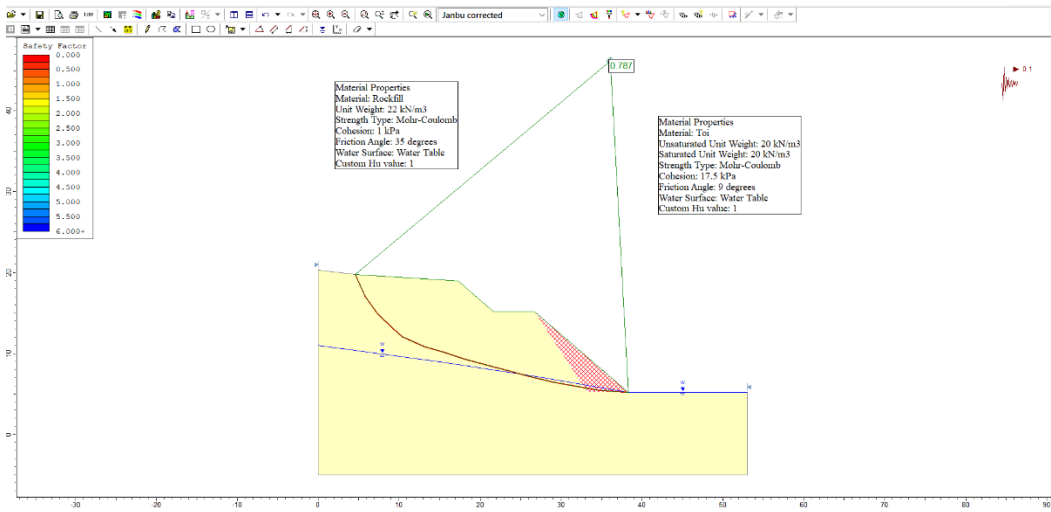 Janbu corrected
Safety Factor
0.000
0.500
1.000
1.500
2.000
2.500
3.000
3.500
4.000
4.500
5.000
5.500
6.000+
0.787
0.1
Material Properties
Material: Rockfill
Unit Weight: 22 kN/m3
Strength Type: Mohr-Coulomb
Cohesion: 1 kPa
Friction Angle: 35 degrees
Water Surface: Water Table
Custom Hu value: 1
Material Properties
Material: Toi
Unsaturated Unit Weight: 20 kN/m3
Saturated Unit Weight: 20 kN/m3
Strength Type: Mohr-Coulomb
Cohesion: 17.5 kPa
Friction Angle: 9 degrees
Water Surface: Water Table
Custom Hu value: 1
40
30
20
10
0
W
W
-30 -20 -10 0 10 20 30 40 50 60 70 80 90